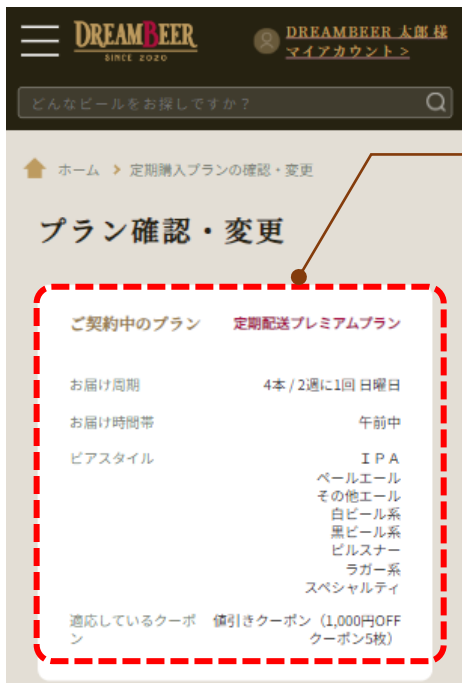 DREAMBEER
SINCE 2020
DREAMBEER 太郎 様
マイアカウント >
どんなビールをお探しですか？
ホーム > 定期購入プランの確認・変更
プラン確認・変更
ご契約中のプラン 定期配送プレミアムプラン
お届け周期 4本 / 2週に1回 日曜日
お届け時間帯 午前中
ビアスタイル ＩＰＡ
ペールエール
その他エール
白ビール系
黒ビール系
ピルスナー
ラガー系
スペシャルティ
適応しているクーポ 値引きクーポン（1,000円OFF
ン クーポン5枚）